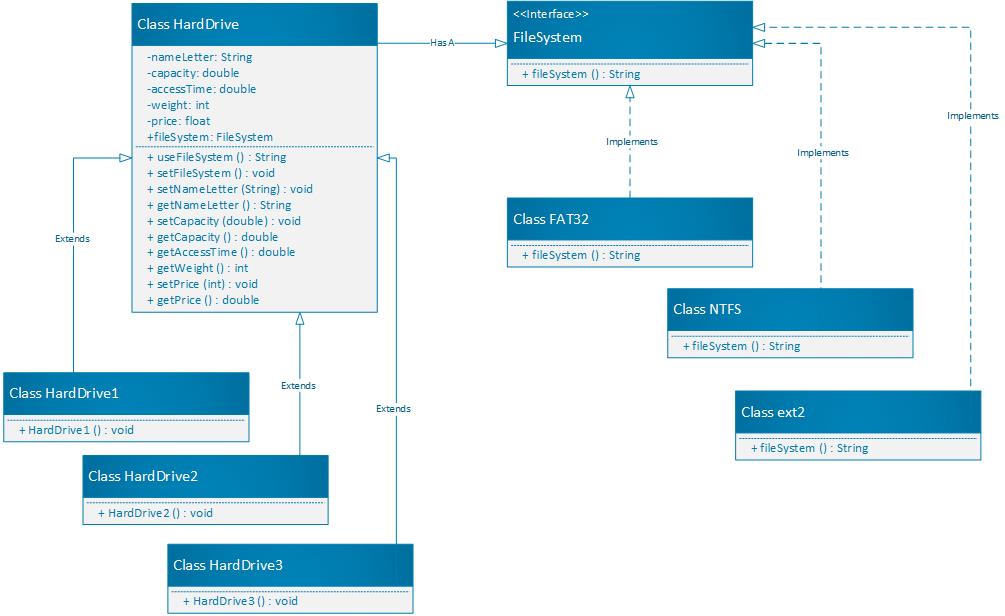 Class HardDrive
-nameLetter: String
-capacity: double
-accessTime: double
-weight: int
-price: float
+fileSystem: FileSystem
+ useFileSystem () : String
+ setFileSystem () : void
+ setNameLetter (String) : void
+ getNameLetter () : String
+ setCapacity (double) : void
+ getCapacity () : double
+ getAccessTime () : double
+ getWeight () : int
+ setPrice (int) : void
+ getPrice () : double
HasA
<<Interface>>
FileSystem
+ fileSystem () : String
Implements
Implements
Implements
Class FAT32
+ fileSystem () : String
Class NTFS
+ fileSystem () : String
Class ext2
+ fileSystem () : String
Extends
Extends
Extends
Class HardDrive1
+ HardDrive1 () : void
Class HardDrive2
+ HardDrive2 () : void
Class HardDrive3
+ HardDrive3 () : void